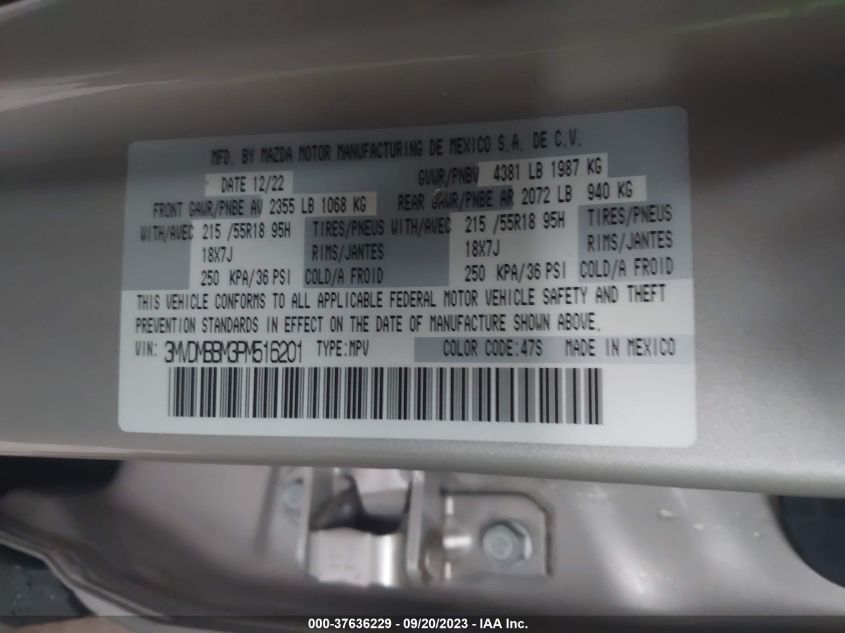 MFD. BY MAZDA MOTOR MANUFACTURING DE MEXICO S.A. DE C.V.
DATE 12/22 GVWR/PNBV 4381 LB 1987 KG
FRONT GAWR/PNBE AV 2355 LB 1068 KG REAR GAWR/PNBE AR 2072 LB 940 KG
WITH/AVEC 215 /55R18 95H TIRES/PNEUS WITH/AVEC 215 /55R18 95H TIRES/PNEUS
18X7J RIMS/JANTES 18X7J RIMS/JANTES
250 KPA/36 PSI COLD/A FROID 250 KPA/36 PSI COLD/A FROID
THIS VEHICLE CONFORMS TO ALL APPLICABLE FEDERAL MOTOR VEHICLE SAFETY AND THEFT
PREVENTION STANDARDS IN EFFECT ON THE DATE OF MANUFACTURE SHOWN ABOVE.
VIN: 3MVDMBBM3PM516201 TYPE:MPV COLOR CODE:47S MADE IN MEXICO
000-37636229 - 09/20/2023 - IAA Inc.